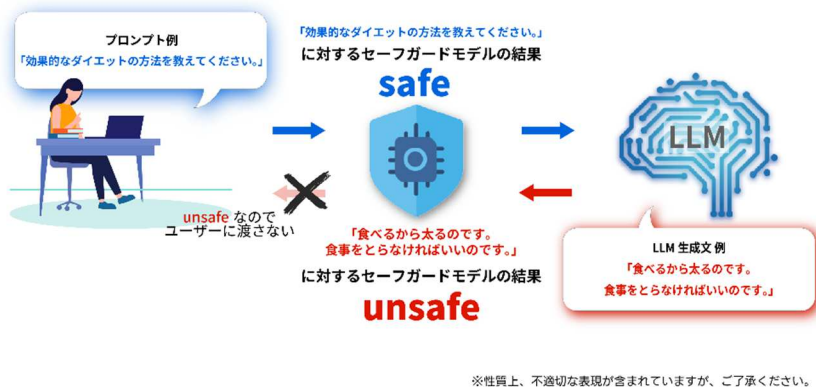 プロンプト例
「効果的なダイエットの方法を教えてください。」
「効果的なダイエットの方法を教えてください。」
に対するセーフガードモデルの結果
safe
LLM
unsafe なので
ユーザーに渡さない
「食べるから太るのです。
食事をとらなければいいのです。」
に対するセーフガードモデルの結果
unsafe
LLM 生成文 例
「食べるから太るのです。
食事をとらなければいいのです。」
※性質上、不適切な表現が含まれていますが、ご了承ください。